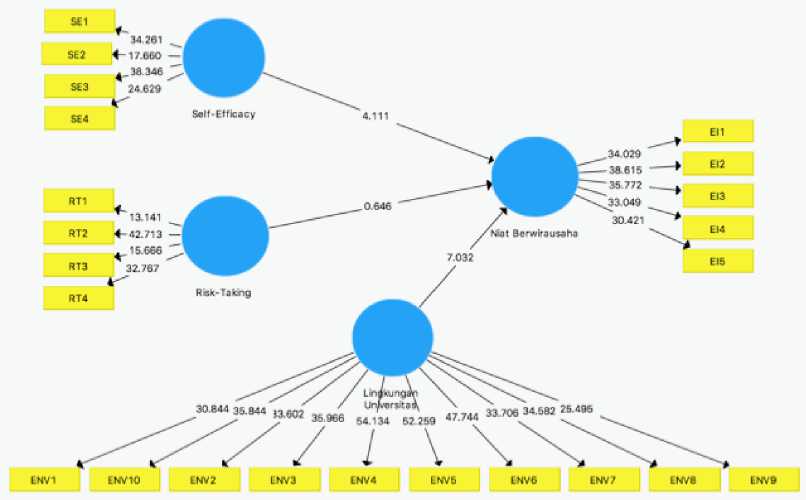 SE1
SE2
SE3
SE4
34.261
17.660
38.346
24.629
Self-Efficacy
4.111
RT1
RT2
RT3
RT4
13.141
42.713
15.666
32.767
Risk-Taking
0.646
Niat Berwirausaha
34.029
38.615
35.772
33.049
30.421
EI1
EI2
EI3
EI4
EI5
7.032
Lingkungan
Universitas
30.844 35.844 33.602 35.966 54.134 52.259 47.744 33.706 34.582 25.495
ENV1 ENV10 ENV2 ENV3 ENV4 ENV5 ENV6 ENV7 ENV8 ENV9